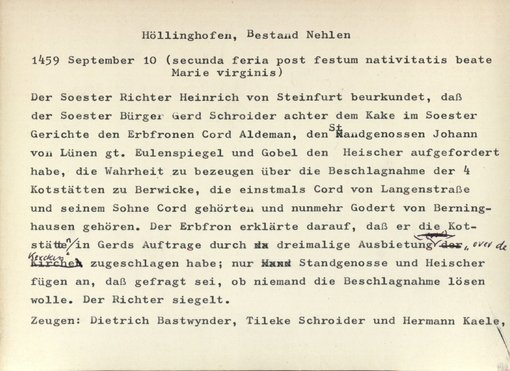 Höllinghofen, Bestand Nehlen
1459 September 10 (secunda feria post festum nativitatis beate
Marie virginis)
Der Soester Richter Heinrich von Steinfurt beurkundet, daß
der Soester Bürger Gerd Schroider achter dem Kake im Soester
Gerichte den Erbfronen Cord Aldeman, den Standgenossen Johann
von Lünen gt. Eulenspiegel und Gobel den Heischer aufgefordert
habe, die Wahrheit zu bezeugen über die Beschlagnahme der 4
Kotstätten zu Berwicke, die einstmals Cord von Langenstraße
und seinem Sohne Cord gehörten und nunmehr Godert von Berning-
hausen gehören. Der Erbfron erklärte darauf, daß er die Kot-
stätten in Gerds Auftrage durch dreimalige Ausbietung "over de
Kercken" zugeschlagen habe; nur Standgenosse und Heischer
fügen an, daß gefragt sei, ob niemand die Beschlagnahme lösen
wolle. Der Richter siegelt.
Zeugen: Dietrich Bastwynder, Tileke Schroider und Hermann Kaele,